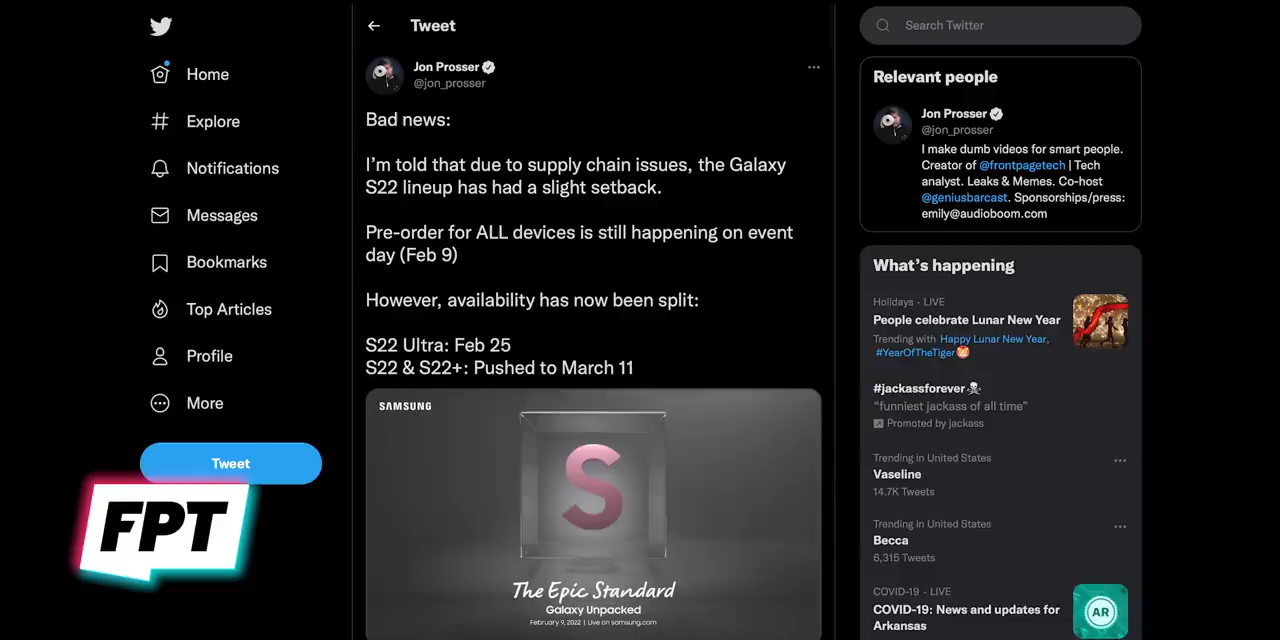 Home
Explore
Notifications
Messages
Bookmarks
Top Articles
Profile
More
Tweet
FPT
Tweet
Jon Prosser
@jon_prosser
Bad news:
I'm told that due to supply chain issues, the Galaxy
S22 lineup has had a slight setback.
Pre-order for ALL devices is still happening on event
day (Feb 9)
However, availability has now been split:
S22 Ultra: Feb 25
S22 & S22+: Pushed to March 11
SAMSUNG
S
The Epic Standard
Galaxy Unpacked
February 9, 2022 | Live on samsung.com
Search Twitter
Relevant people
Jon Prosser
@jon_prosser
I make dumb videos for smart people.
Creator of @frontpagetech | Tech
analyst. Leaks & Memes. Co-host
@geniusbarcast. Sponsorships/press:
emily@audioboom.com
What's happening
Holidays · LIVE
People celebrate Lunar New Year
Trending with Happy Lunar New Year,
#YearOfTheTiger
#jackassforever
"funniest jackass of all time"
Promoted by jackass
Trending in United States
Vaseline
14.7K Tweets
Trending in United States
Becca
6,315 Tweets
COVID-19 · LIVE
COVID-19: News and updates for
Arkansas
AR